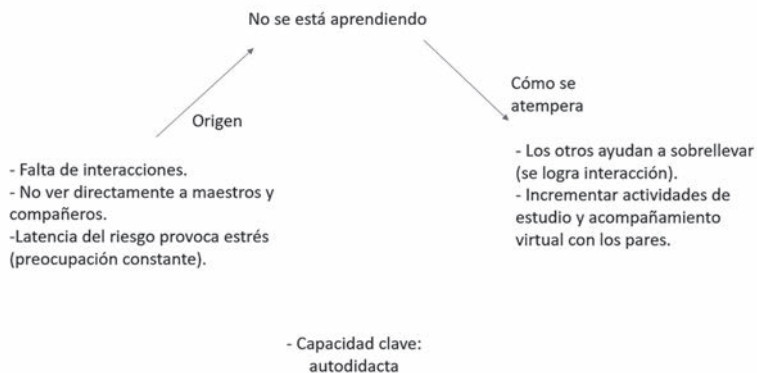 No se está aprendiendo
Origen
- Falta de interacciones.
- No ver directamente a maestros y
compañeros.
-Latencia del riesgo provoca estrés
(preocupación constante).
Cómo se
atempera
- Los otros ayudan a sobrellevar
(se logra interacción).
- Incrementar actividades de
estudio y acompañamiento
virtual con los pares.
- Capacidad clave:
autodidacta